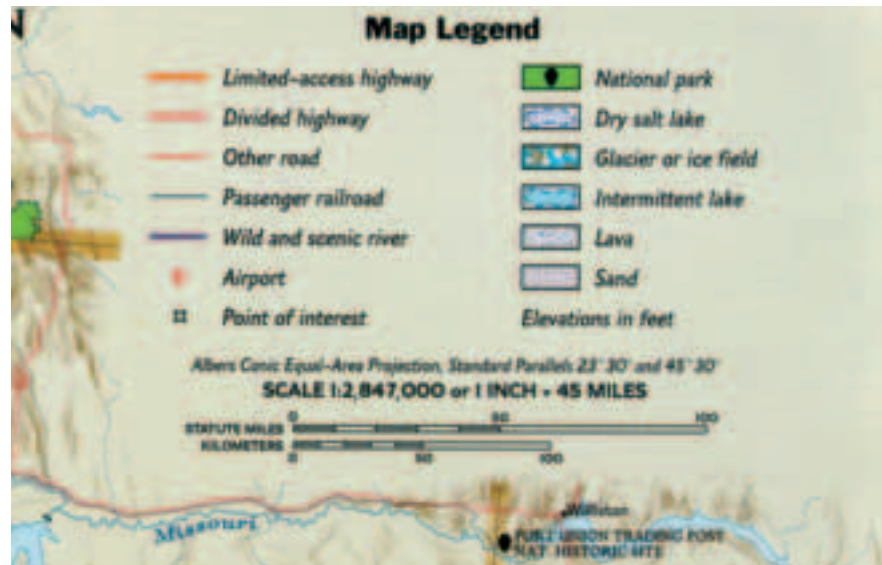 N
Map Legend
Limited-access highway
Divided highway
Other road
Passenger railroad
Wild and scenic river
Airport
Point of interest
National park
Dry salt lake
Glacier or ice field
Intermittent lake
Lava
Sand
Elevations in feet
Albers Conic Equal-Area Projection, Standard Parallels 23° 30' and 45° 30'
SCALE 1:2,847,000 or 1 INCH = 45 MILES
0 50 100
STATUTE MILES
KILOMETERS
0 50 100
Williston
Missouri
FORT UNION TRADING POST
NAT. HISTORIC SITE